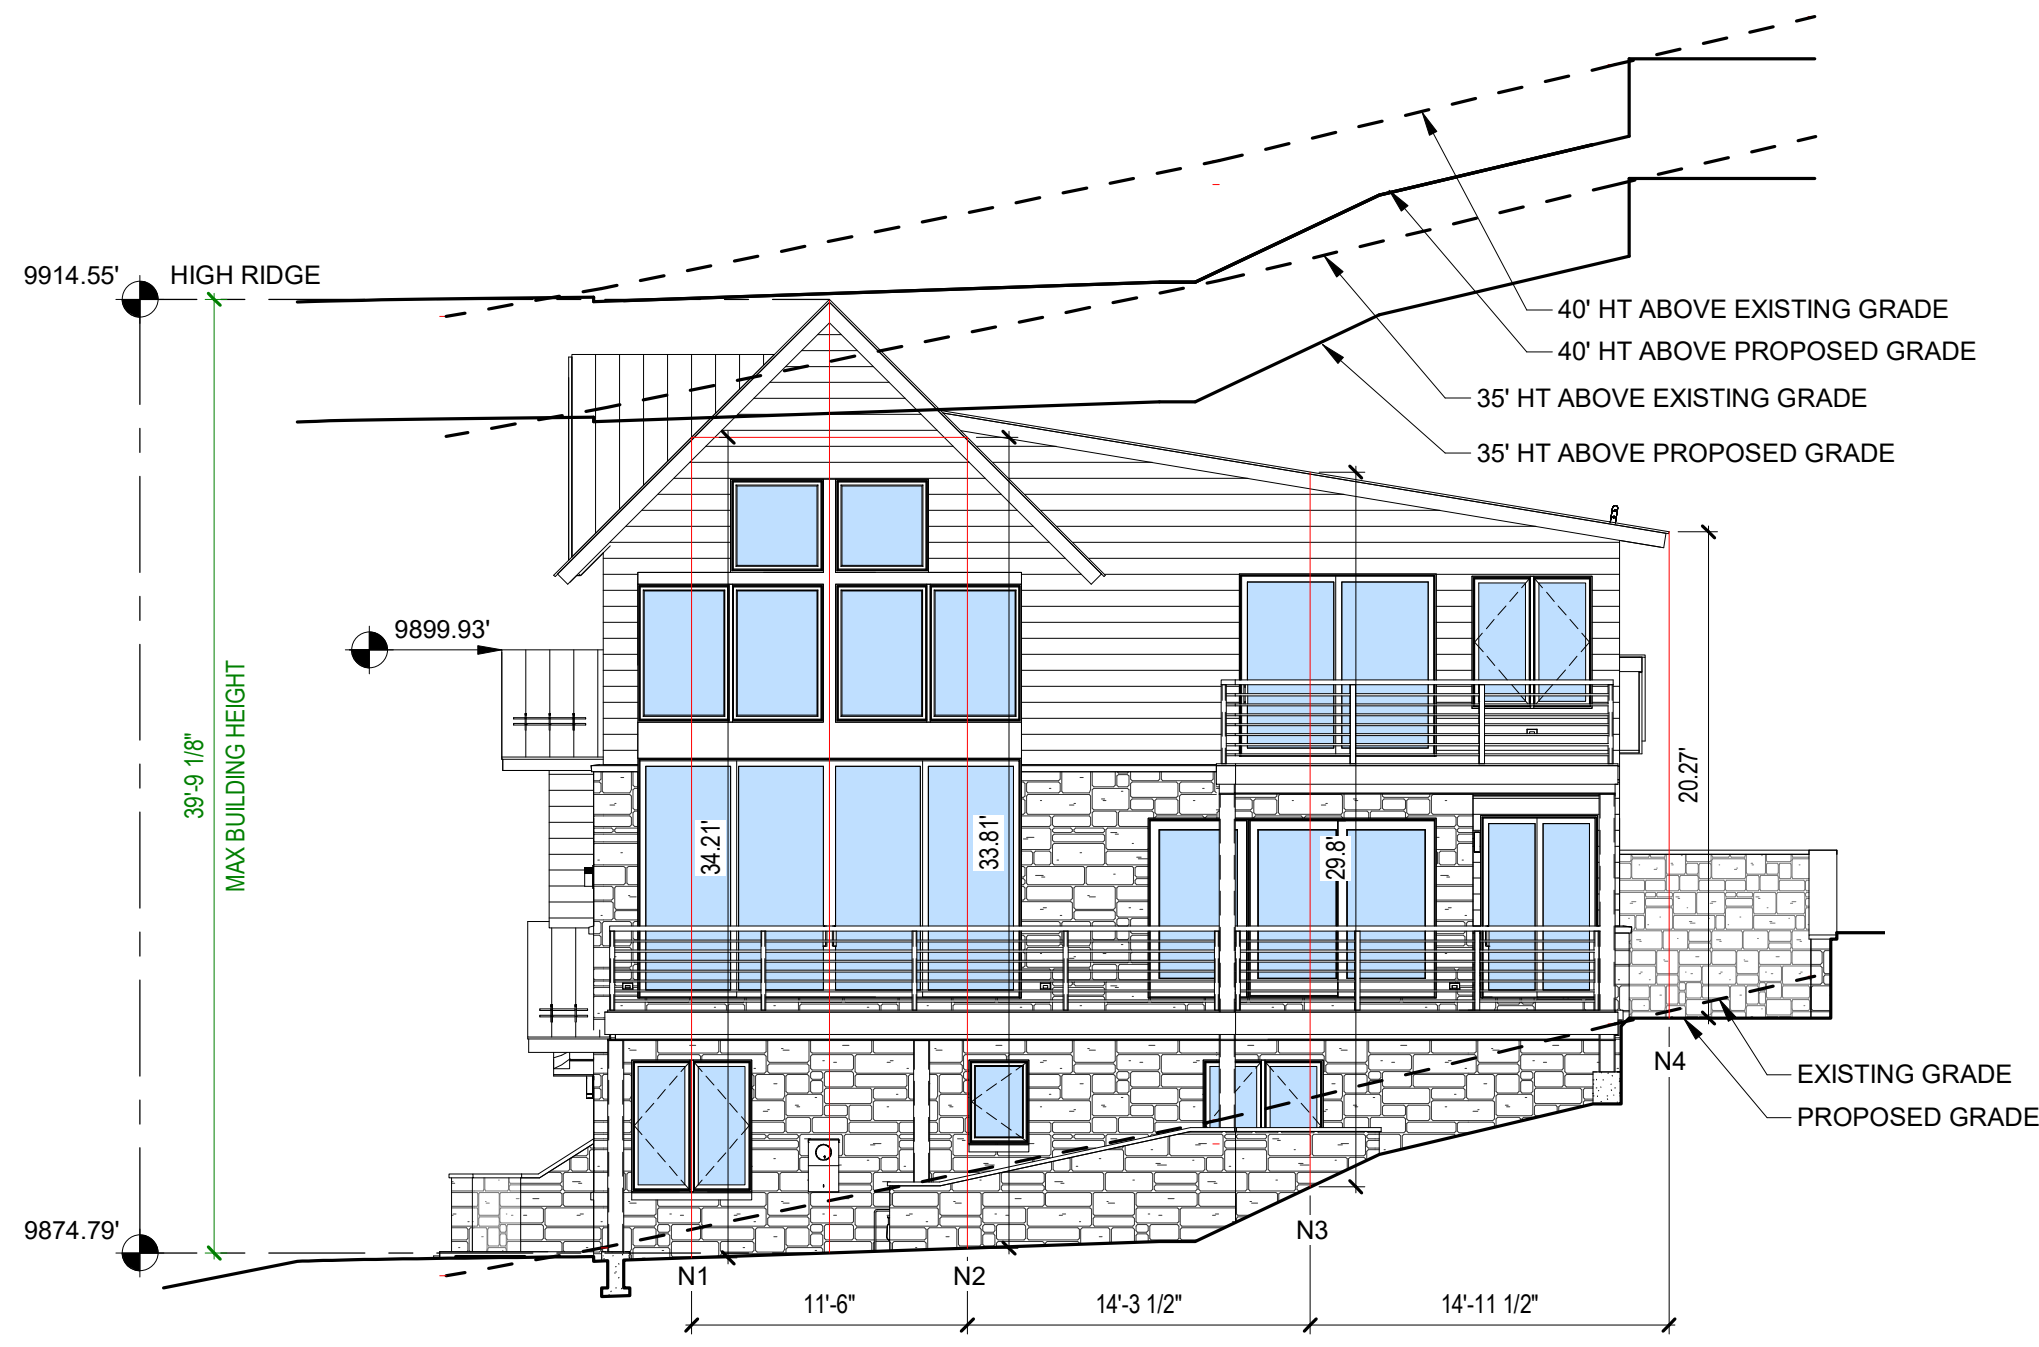 9914.55'
HIGH RIDGE
40' HT ABOVE EXISTING GRADE
40' HT ABOVE PROPOSED GRADE
35' HT ABOVE EXISTING GRADE
35' HT ABOVE PROPOSED GRADE
9899.93'
39'-9 1/8"
MAX BUILDING HEIGHT
34.21'
33.81'
29.8'
20.27'
N4
EXISTING GRADE
PROPOSED GRADE
9874.79'
N3
N1
N2
11'-6"
14'-3 1/2"
14'-11 1/2"